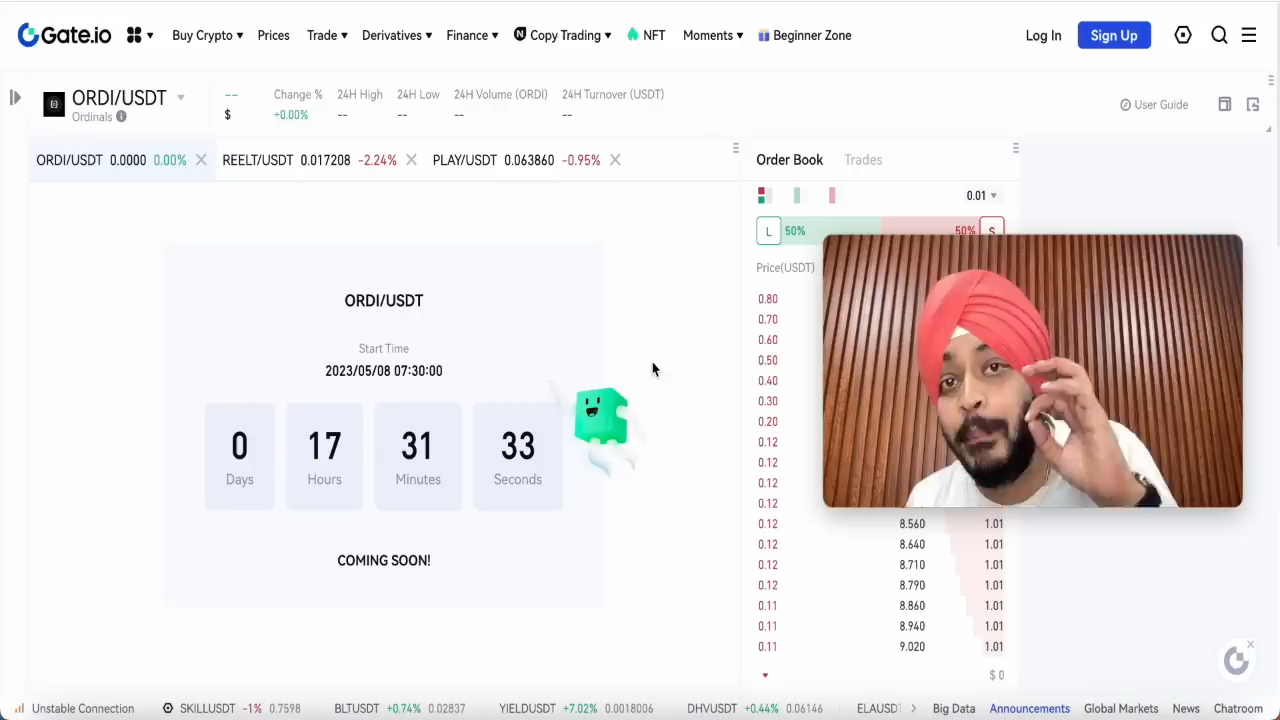 Gate.io Buy Crypto Prices Trade Derivatives Finance Copy Trading NFT Moments Beginner Zone Log In Sign Up
ORDI/USDT
Ordinals
--
$
Change %
+0.00%
24H High
--
24H Low
--
24H Volume (ORDI)
--
24H Turnover (USDT)
--
User Guide
ORDI/USDT 0.0000 0.00% REELT/USDT 0.017208 -2.24% PLAY/USDT 0.063860 -0.95%
ORDI/USDT
Start Time
2023/05/08 07:30:00
0 17 31 33
Days Hours Minutes Seconds
COMING SOON!
Order Book Trades
0.01
L 50% 50% S
Price(USDT)
0.80
0.70
0.60
0.50
0.40
0.30
0.20
0.12
0.12
0.12
0.12
0.12 8.560 1.01
0.12 8.640 1.01
0.12 8.710 1.01
0.12 8.790 1.01
0.11 8.860 1.01
0.11 8.940 1.01
0.11 9.020 1.01
$ 0
Unstable Connection SKILLUSDT -1% 0.7598 BLTUSDT +0.74% 0.02837 YIELDUSDT +7.02% 0.0018006 DHVUSDT +0.44% 0.06146 ELAUSD Big Data Announcements Global Markets News Chatroom